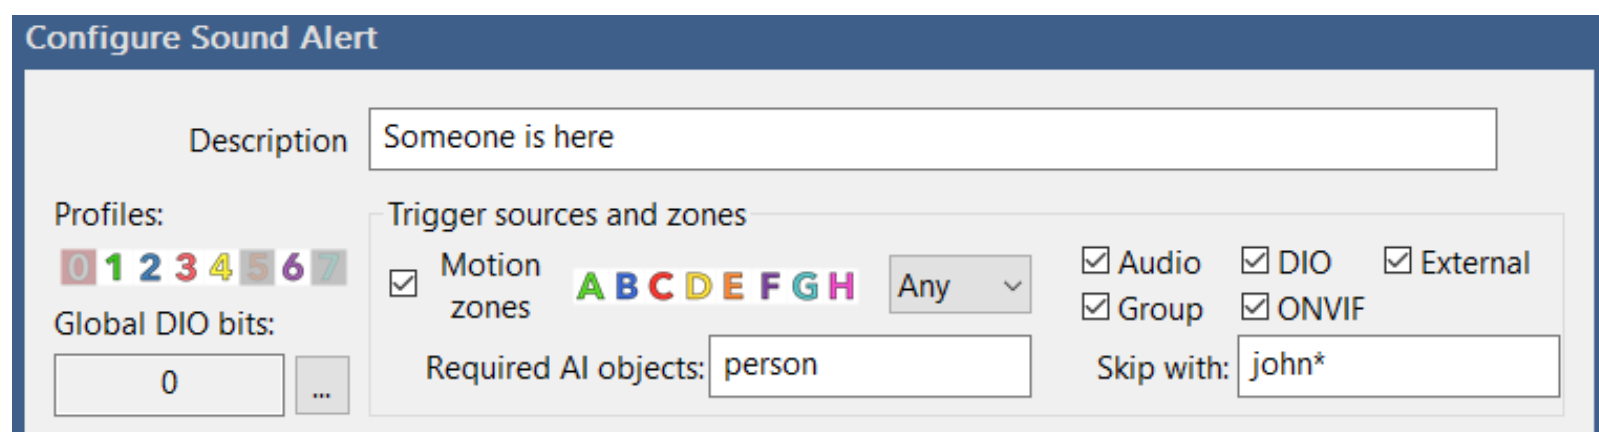 Configure Sound Alert
Description Someone is here
Profiles:
0 1 2 3 4 5 6 7
Global DIO bits:
0 ...
Trigger sources and zones
Motion zones A B C D E F G H Any
Audio DIO External
Group ONVIF
Required AI objects: person Skip with: john*